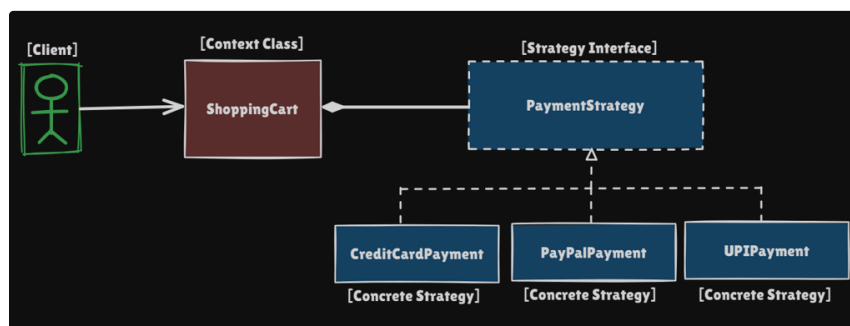 [Client]
[Context Class]
[Strategy Interface]
ShoppingCart
PaymentStrategy
CreditCardPayment
PayPalPayment
UPIPayment
[Concrete Strategy]
[Concrete Strategy]
[Concrete Strategy]